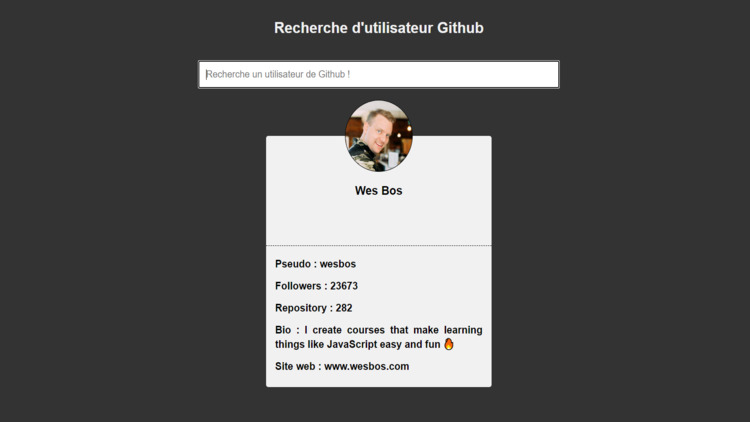 Recherche d'utilisateur Github
Recherche un utilisateur de Github !
Wes Bos
Pseudo : wesbos
Followers : 23673
Repository : 282
Bio : I create courses that make learning
things like JavaScript easy and fun 🔥
Site web : www.wesbos.com